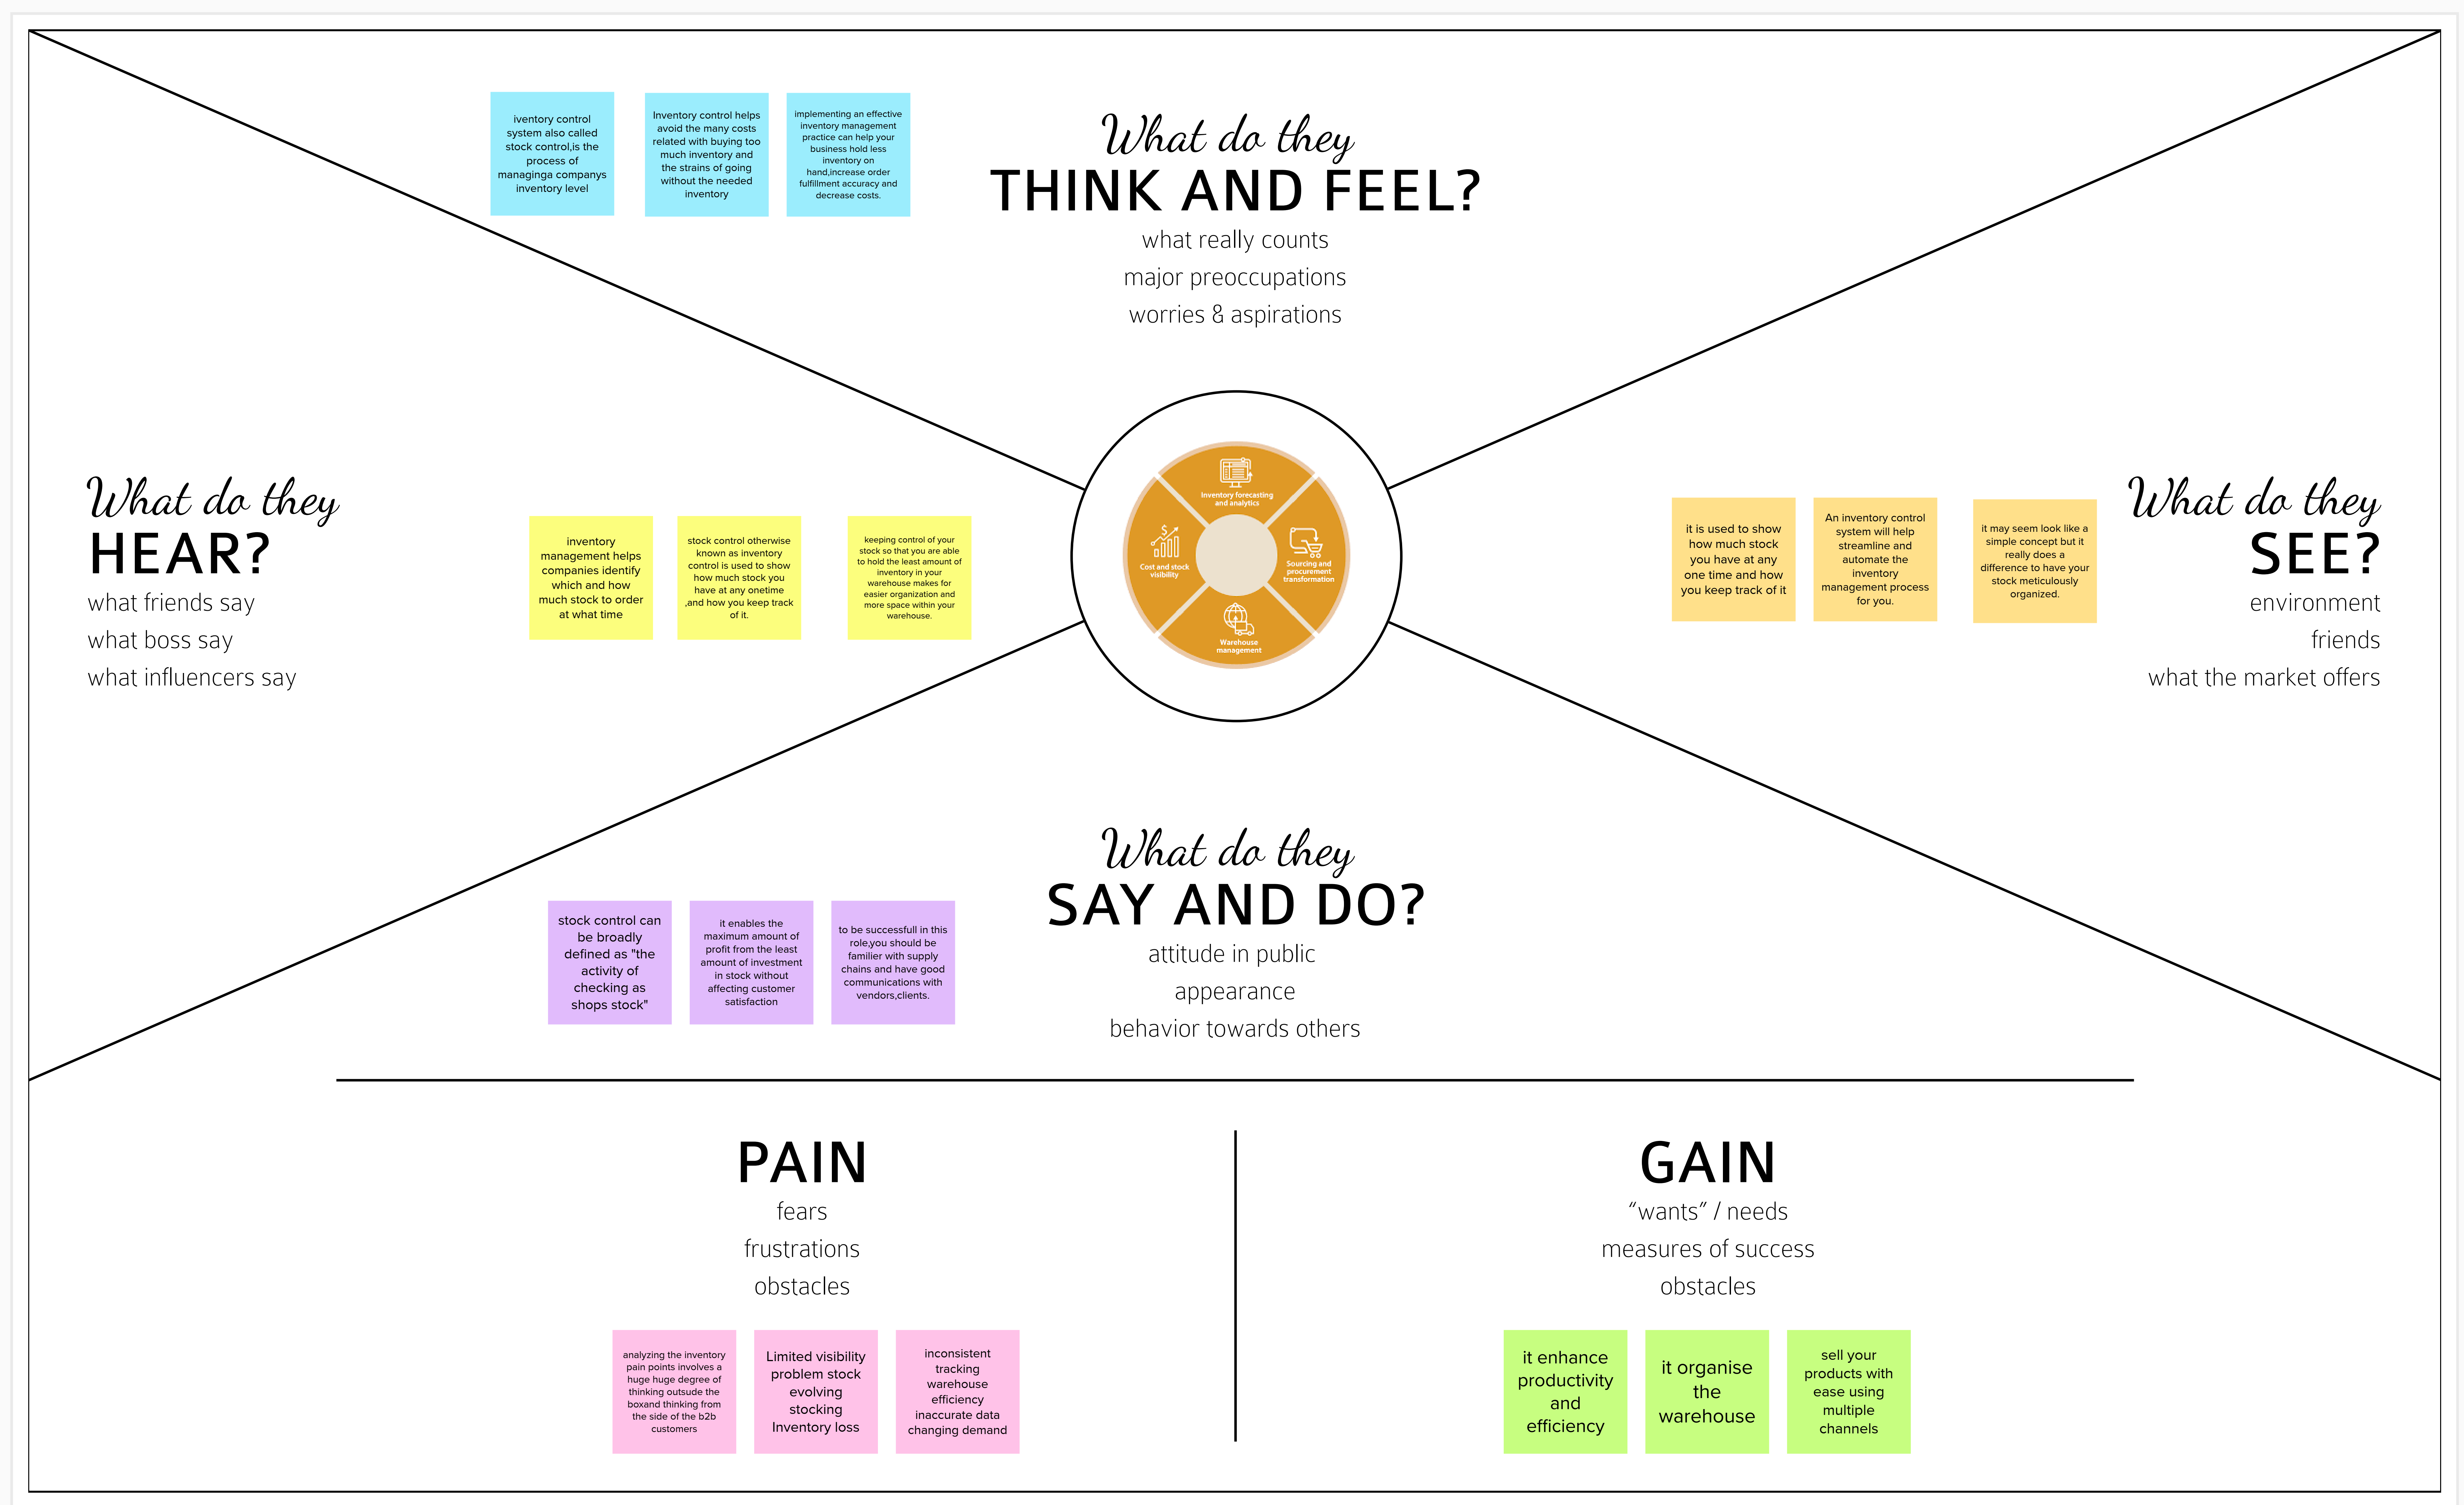 What do they
THINK AND FEEL?
what really counts
major preoccupations
worries & aspirations
iventory control
system also called
stock control,is the
process of
managinga companys
inventory level
Inventory control helps
avoid the many costs
related with buying too
much inventory and
the strains of going
without the needed
inventory
implementing an effective
inventory management
practice can help your
business hold less
inventory on
hand,increase order
fulfillment accuracy and
decrease costs.
What do they
HEAR?
what friends say
what boss say
what influencers say
inventory
management helps
companies identify
which and how
much stock to order
at what time
stock control otherwise
known as inventory
control is used to show
how much stock you
have at any onetime
,and how you keep track
of it.
keeping control of your
stock so that you are able
to hold the least amount of
inventory in your
warehouse makes for
easier organization and
more space within your
warehouse.
Inventory forecasting
and analytics
Cost and stock
visibility
Sourcing and
procurement
transformation
Warehouse
management
it is used to show
how much stock
you have at any
one time and how
you keep track of it
An inventory control
system will help
streamline and
automate the
inventory
management process
for you.
it may seem look like a
simple concept but it
really does a
difference to have your
stock meticulously
organized.
What do they
SEE?
environment
friends
what the market offers
What do they
SAY AND DO?
attitude in public
appearance
behavior towards others
stock control can
be broadly
defined as "the
activity of
checking as
shops stock"
it enables the
maximum amount of
profit from the least
amount of investment
in stock without
affecting customer
satisfaction
to be successfull in this
role,you should be
familier with supply
chains and have good
communications with
vendors,clients.
PAIN
fears
frustrations
obstacles
analyzing the inventory
pain points involves a
huge huge degree of
thinking outsude the
boxand thinking from
the side of the b2b
customers
Limited visibility
problem stock
evolving
stocking
Inventory loss
inconsistent
tracking
warehouse
efficiency
inaccurate data
changing demand
GAIN
“wants” / needs
measures of success
obstacles
it enhance
productivity
and
efficiency
it organise
the
warehouse
sell your
products with
ease using
multiple
channels